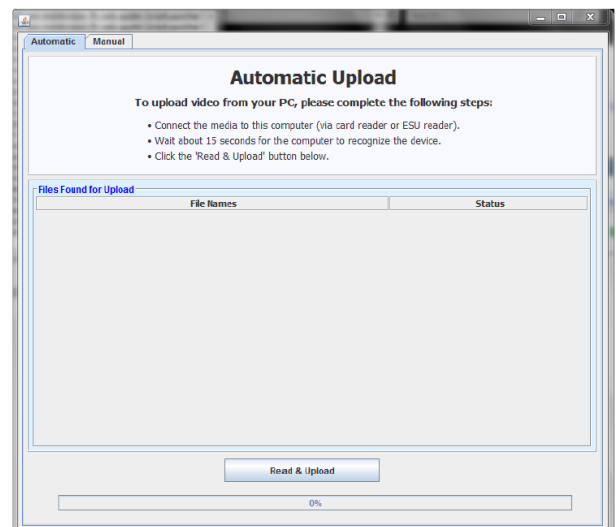 Automatic Manual
Automatic Upload
To upload video from your PC, please complete the following steps:
• Connect the media to this computer (via card reader or ESU reader).
• Wait about 15 seconds for the computer to recognize the device.
• Click the 'Read & Upload' button below.
Files Found for Upload
File Names Status
Read & Upload
0%